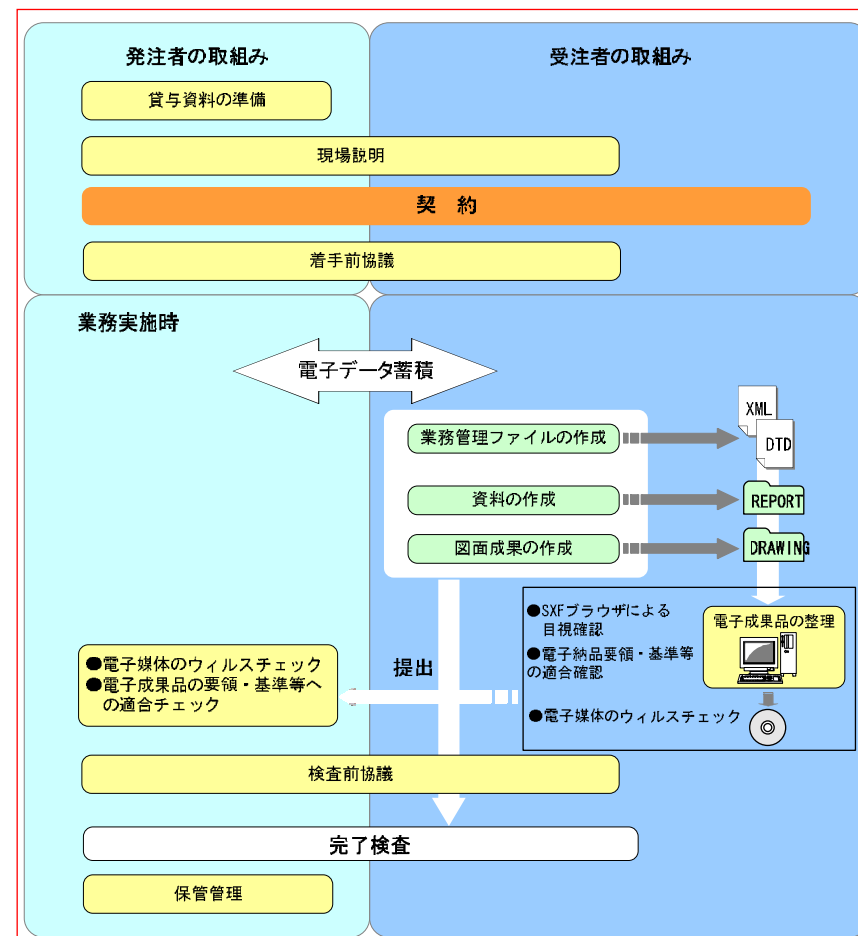 発注者の取組み
受注者の取組み
貸与資料の準備
現場説明
契　約
着手前協議
業務実施時
電子データ蓄積
XML
DTD
業務管理ファイルの作成
資料の作成
REPORT
図面成果の作成
DRAWING
●SXFブラウザによる
目視確認
●電子納品要領・基準等
の適合確認
●電子媒体のウィルスチェック
電子成果品の整理
提出
●電子媒体のウィルスチェック
●電子成果品の要領・基準等へ
の適合チェック
検査前協議
完了検査
保管管理